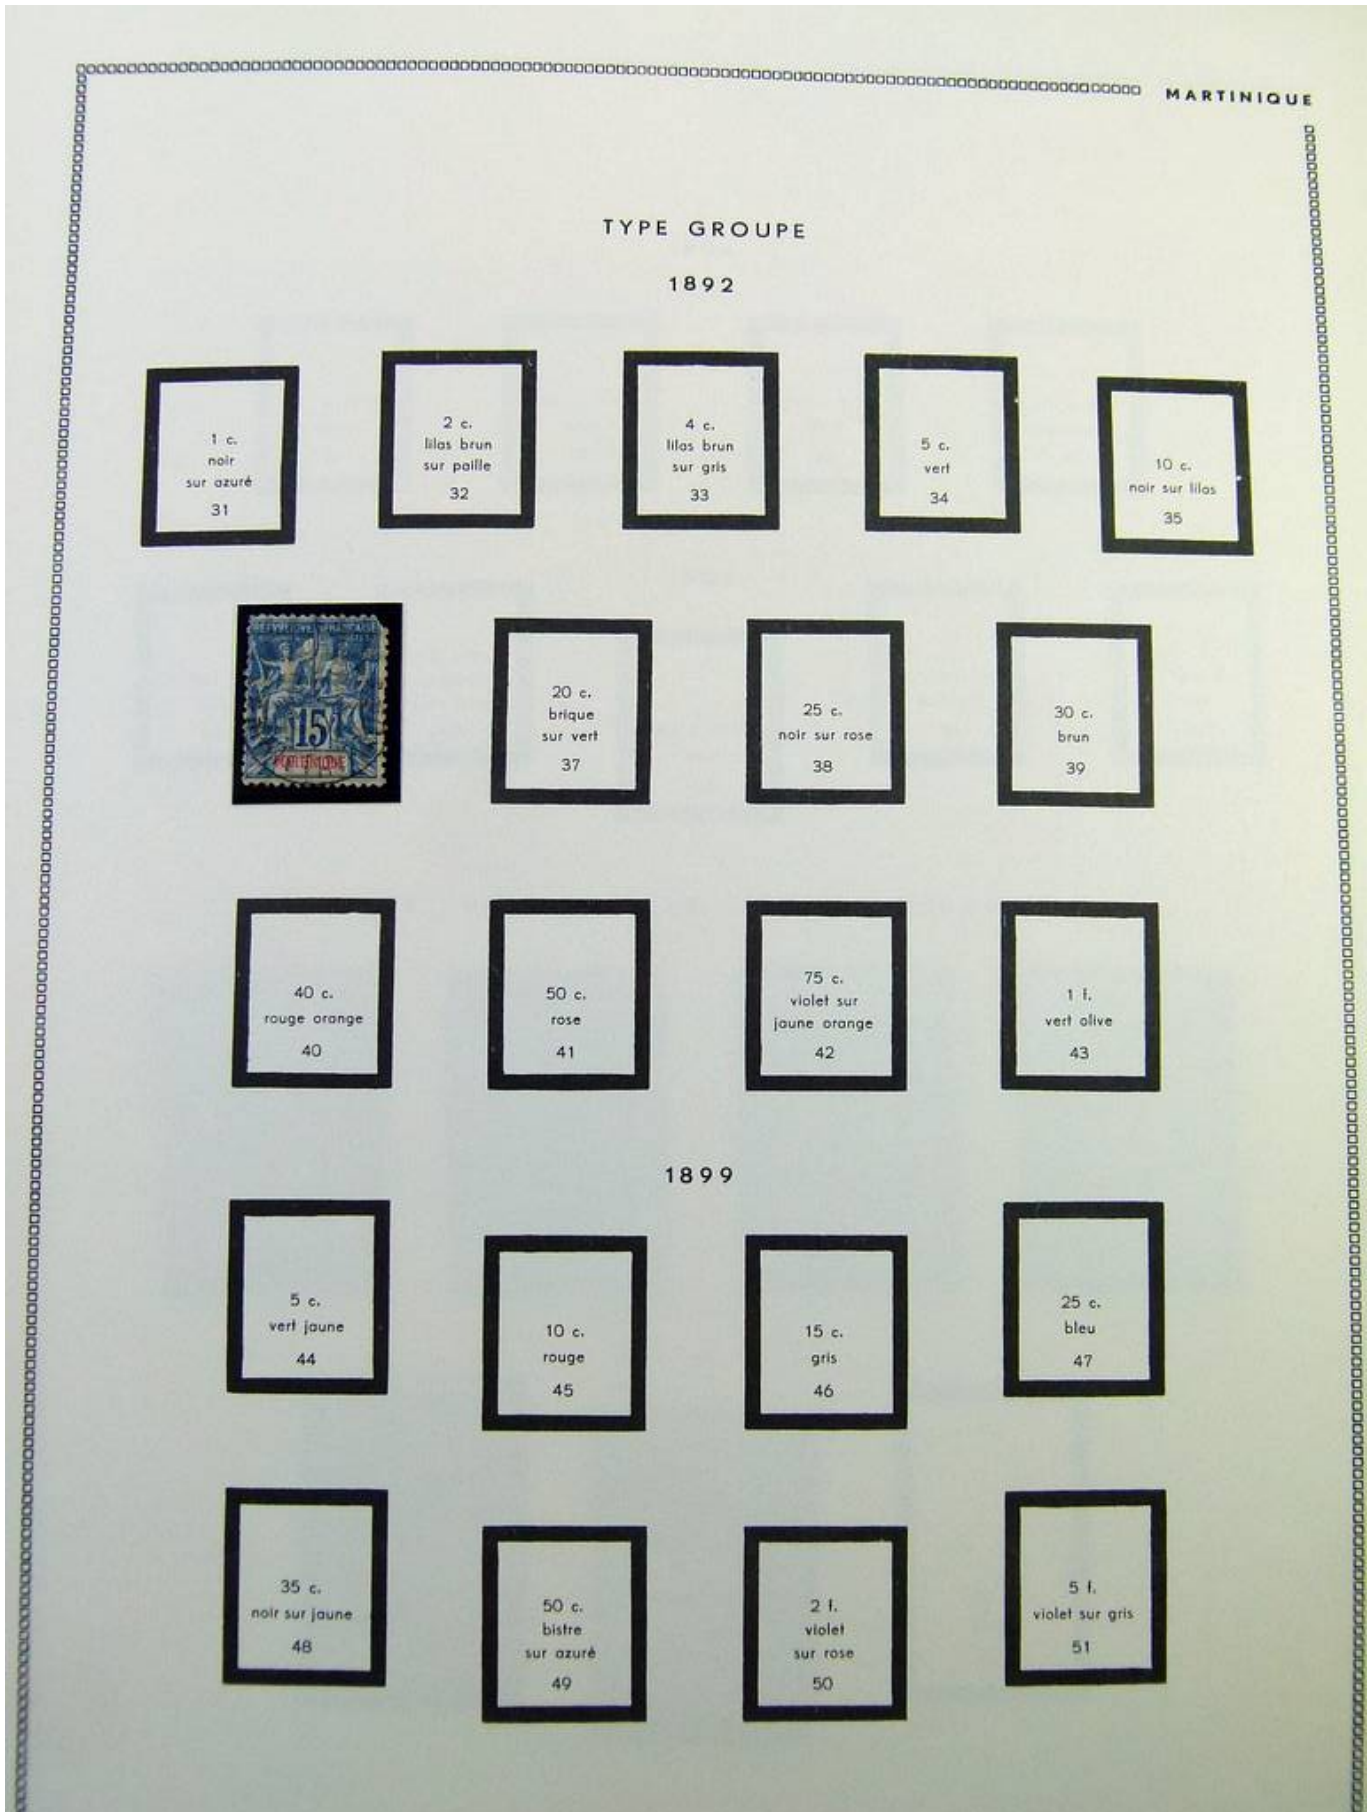 MARTINIQUE
TYPE GROUPE
1892
1 c.
noir
sur azuré
31
2 c.
lilas brun
sur paille
32
4 c.
lilas brun
sur gris
33
5 c.
vert
34
10 c.
noir sur lilas
35
15
MARTINIQUE
20 c.
brique
sur vert
37
25 c.
noir sur rose
38
30 c.
brun
39
40 c.
rouge orange
40
50 c.
rose
41
75 c.
violet sur
jaune orange
42
1 f.
vert olive
43
1899
5 c.
vert jaune
44
10 c.
rouge
45
15 c.
gris
46
25 c.
bleu
47
35 c.
noir sur jaune
48
50 c.
bistre
sur azuré
49
2 f.
violet
sur rose
50
5 f.
violet sur gris
51